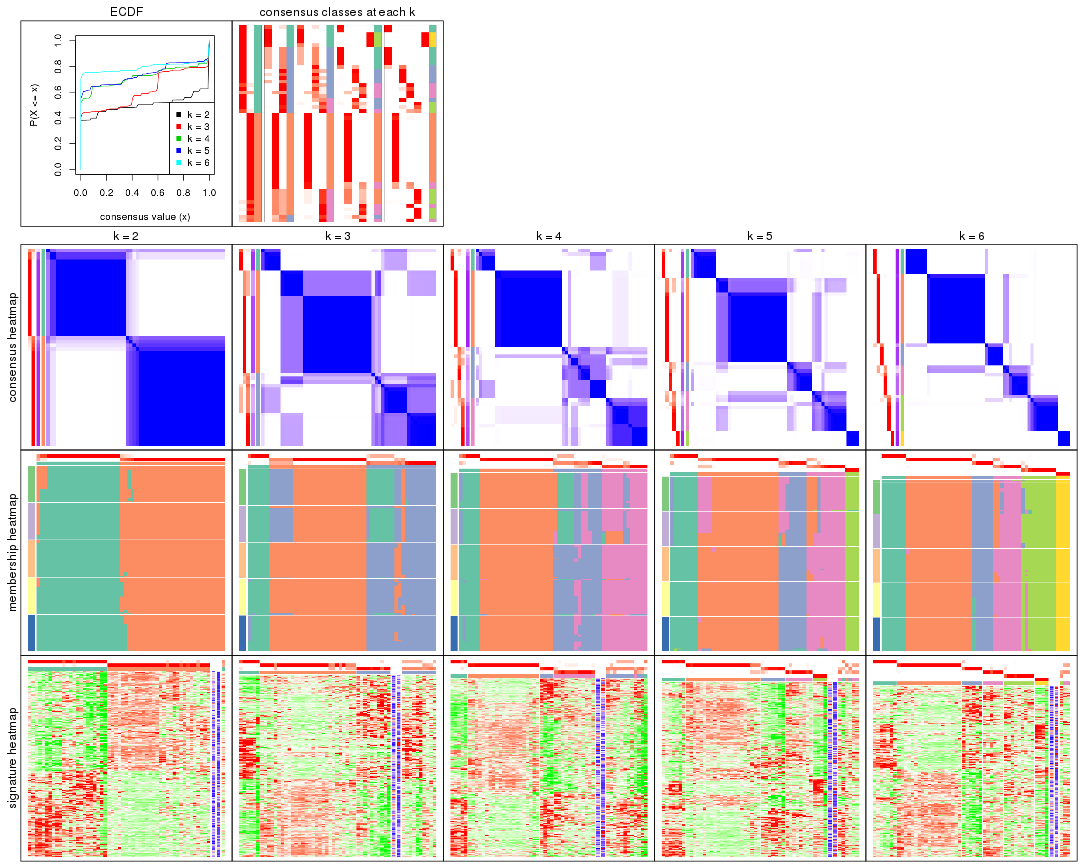 ECDF
consensus classes at each k
P(X <= x)
0.0 0.2 0.4 0.6 0.8 1.0
k = 2
k = 3
k = 4
k = 5
k = 6
0.0 0.2 0.4 0.6 0.8 1.0
consensus value (x)
k = 2
k = 3
k = 4
k = 5
k = 6
consensus heatmap
membership heatmap
signature heatmap